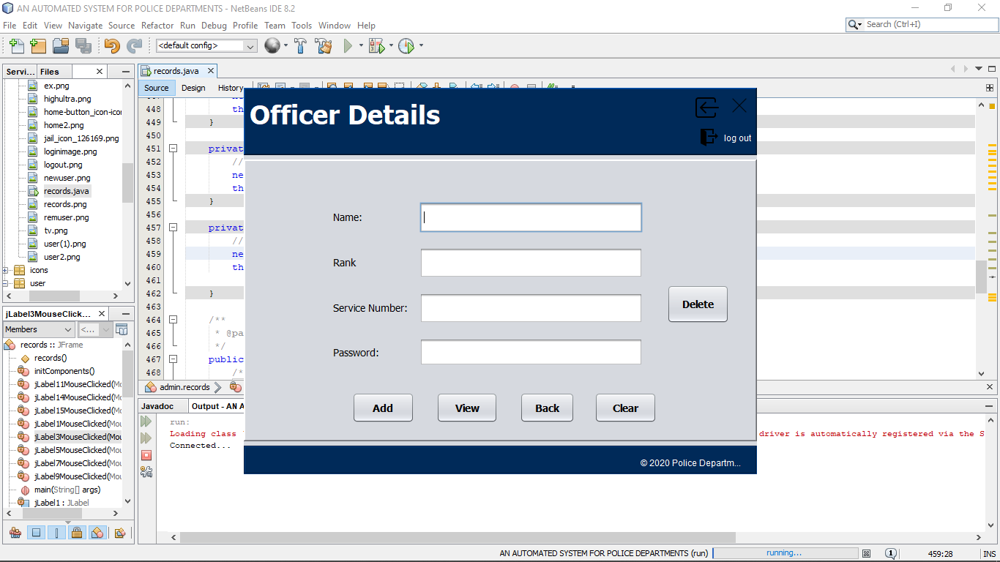 AN AUTOMATED SYSTEM FOR POLICE DEPARTMENTS - NetBeans IDE 8.2
File Edit View Navigate Source Refactor Run Debug Profile Team Tools Window Help
Search (Ctrl+I)
<default config>
Servi... Files
ex.png
highultra.png
home-button_icon-icon
home2.png
jail_icon_126169.png
loginimage.png
logout.png
newuser.png
records.java
records.png
remuser.png
tv.png
user(1).png
user2.png
icons
user
jLabel3MouseClick...
Members <...
records :: JFrame
records()
initComponents()
jLabel11MouseClicked(Mo
jLabel14MouseClicked(Mo
jLabel15MouseClicked(Mo
jLabel1MouseClicked(Mou
jLabel3MouseClicked(Mou
jLabel5MouseClicked(Mou
jLabel7MouseClicked(Mou
jLabel9MouseClicked(Mou
main(String[] args)
jLabel1 : JLabel
records.java
Source Design History
448 th
449 }
450
451 privat
452 //
453 ne
454 th
455 }
456
457 privat
458 //
459 ne
460 th
461
462 }
463
464 /**
465 * @pa
466 */
467 public
468 /*
admin.records
Javadoc Output - AN A
run:
Loading class driver is automatically registered via the S
Connected...
Officer Details
log out
Name:
Rank
Service Number:
Password:
Delete
Add View Back Clear
© 2020 Police Departm...
AN AUTOMATED SYSTEM FOR POLICE DEPARTMENTS (run) running... 1 459:28 INS